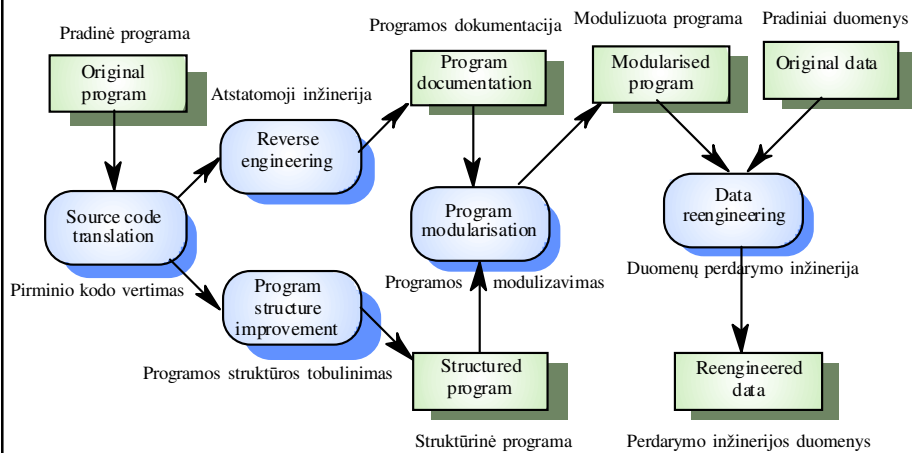 Pradinė programa
Original
program
Atstatomoji inžinerija
Reverse
engineering
Programos dokumentacija
Program
documentation
Modulizuota programa
Modularised
program
Pradiniai duomenys
Original data
Source code
translation
Pirminio kodo vertimas
Program
structure
improvement
Programos struktūros tobulinimas
Program
modularisation
Programos modulizavimas
Structured
program
Struktūrinė programa
Data
reengineering
Duomenų perdarymo inžinerija
Reengineered
data
Perdarymo inžinerijos duomenys